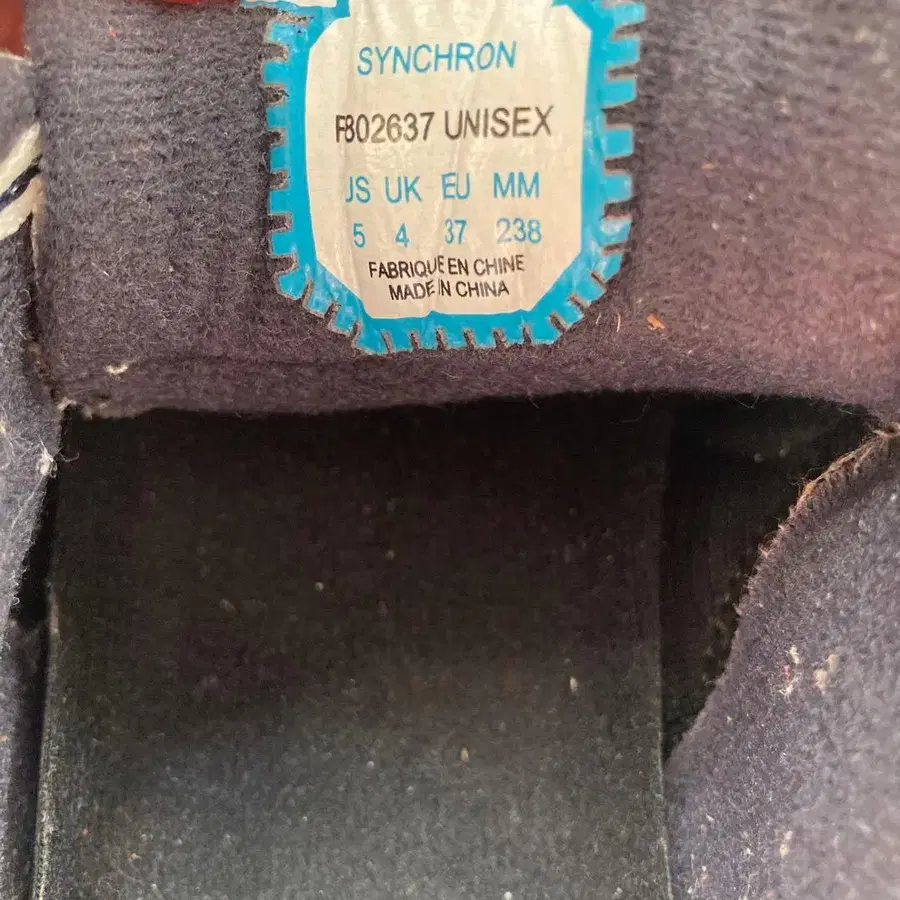 SYNCHRON
F802637 UNISEX
JS UK EU MM
5 4 37 238
FABRIQUE EN CHINE
MADE IN CHINA